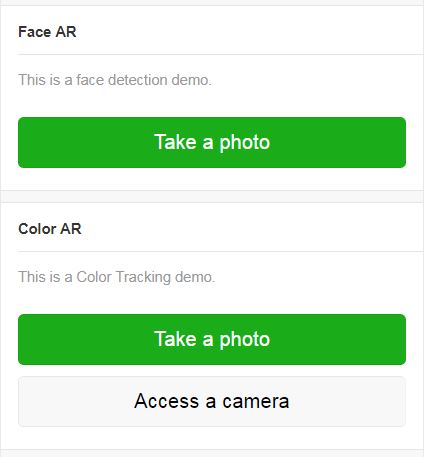 Face AR
This is a face detection demo.
Take a photo
Color AR
This is a Color Tracking demo.
Take a photo
Access a camera